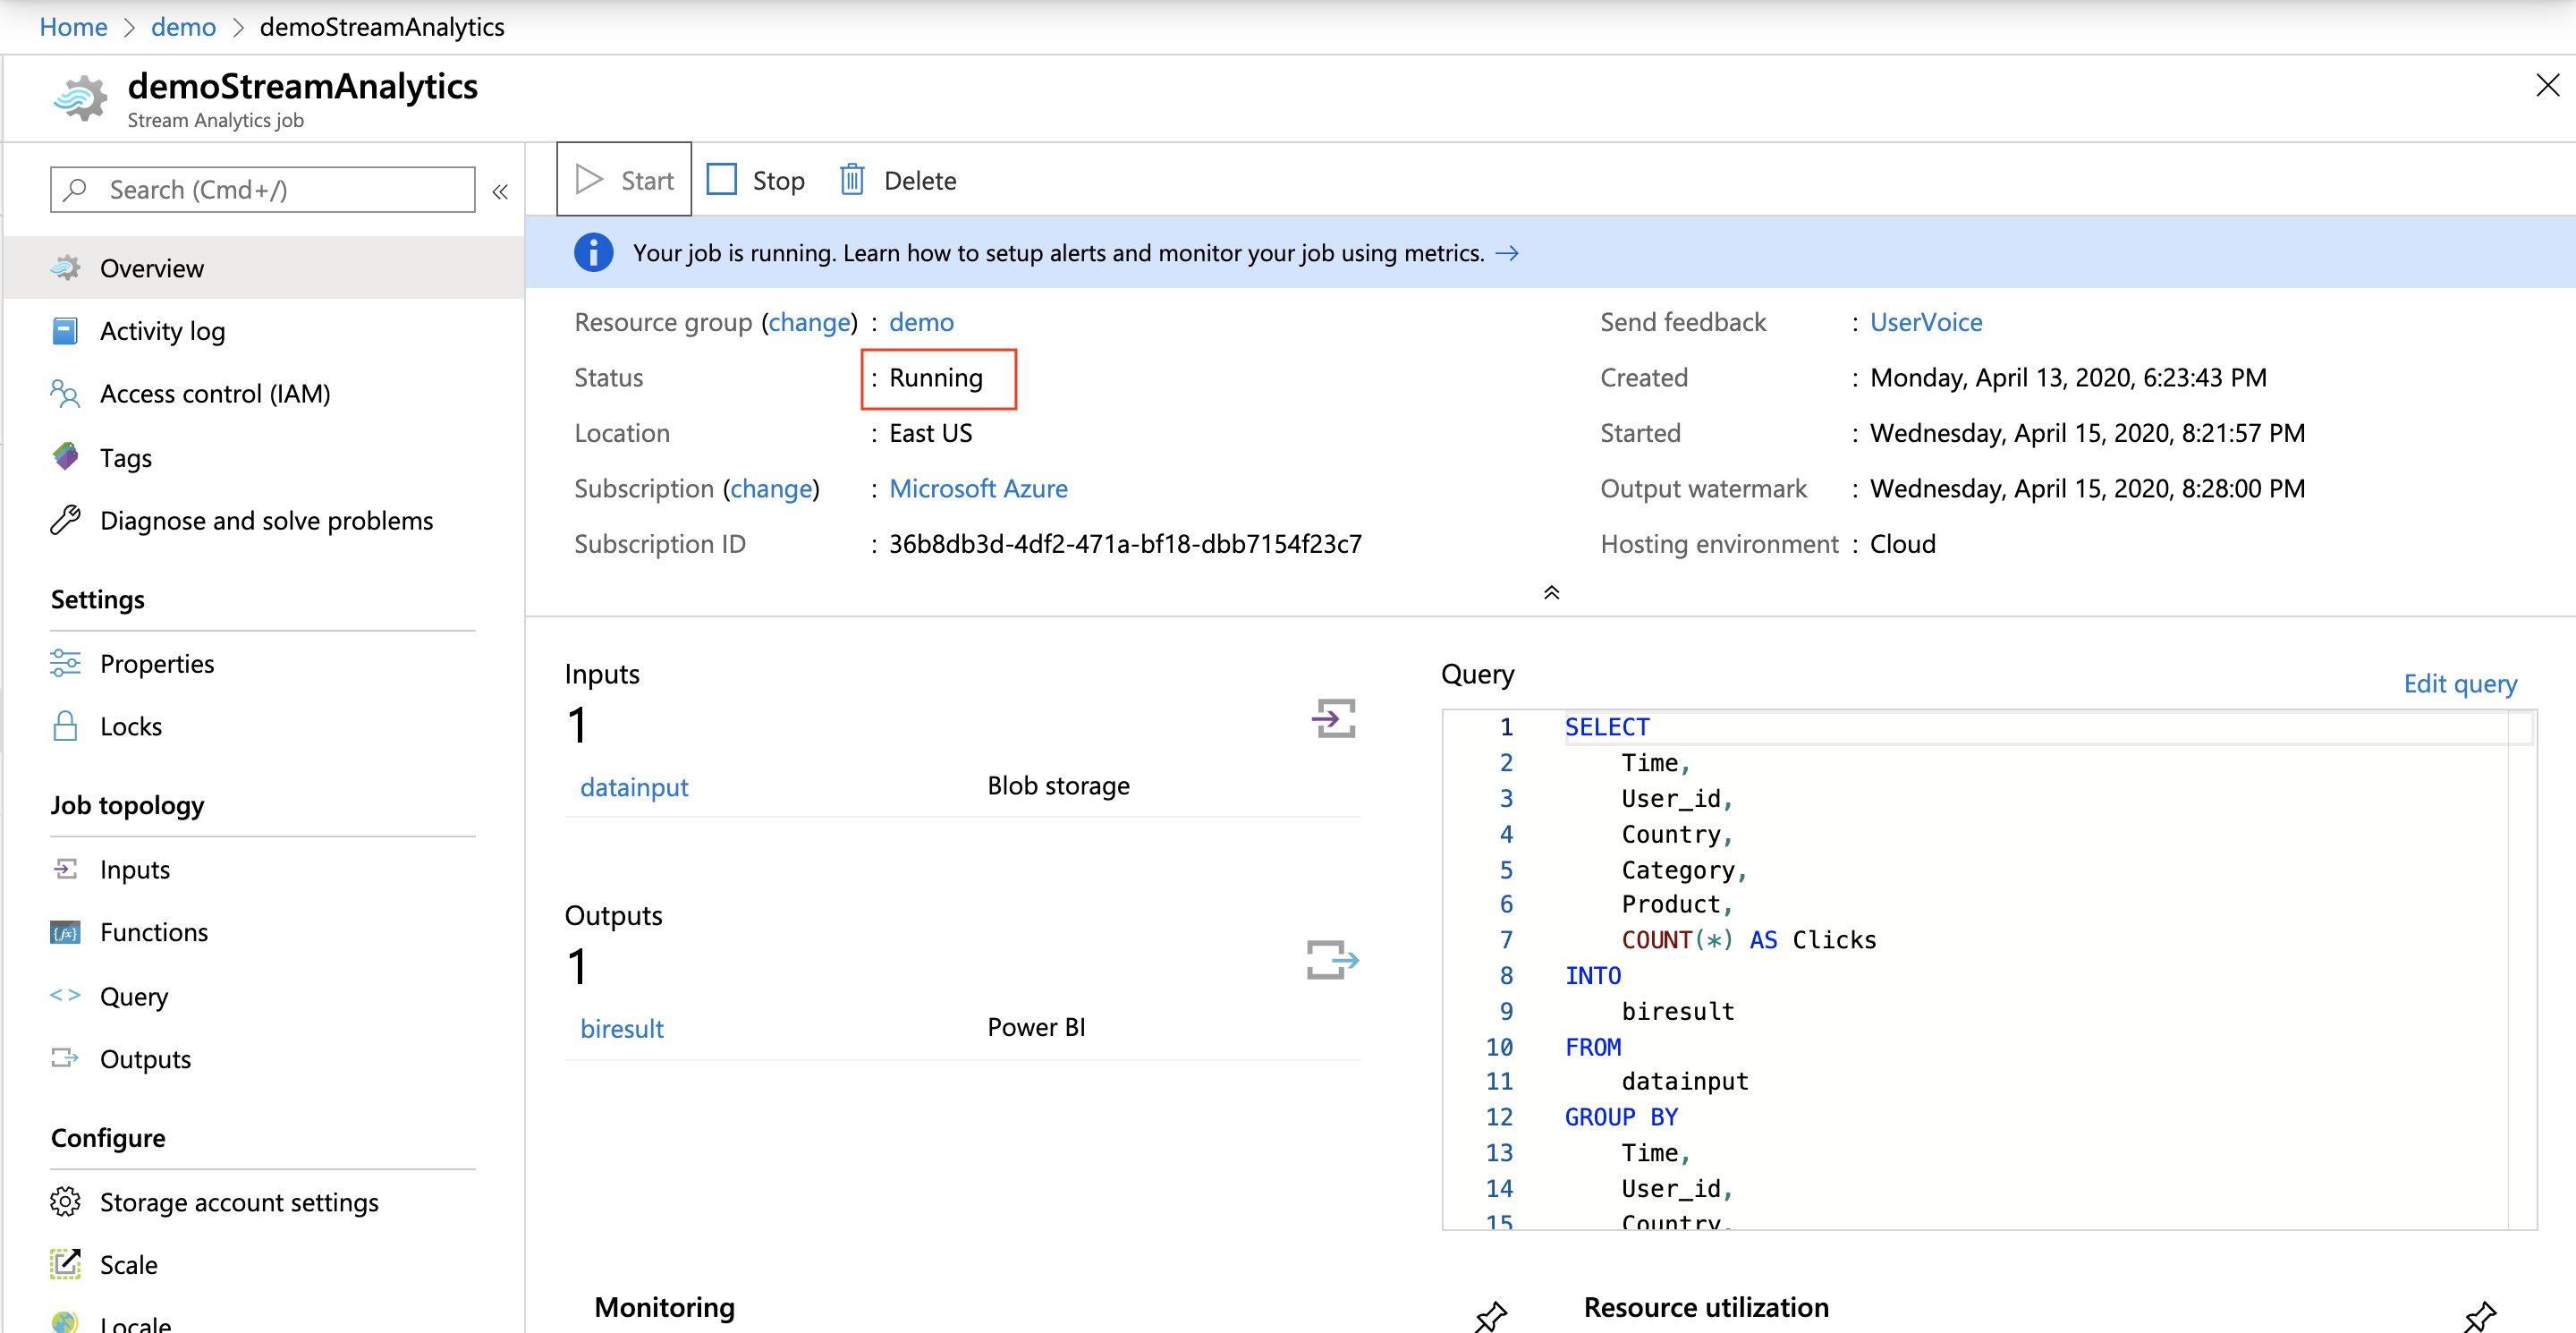 Home > demo > demoStreamAnalytics
demoStreamAnalytics
Stream Analytics job
Search (Cmd+/)
«
Overview
Activity log
Access control (IAM)
Tags
Diagnose and solve problems
Settings
Properties
Locks
Job topology
Inputs
Functions
Query
Outputs
Configure
Storage account settings
Scale
Locale
Start Stop Delete
Your job is running. Learn how to setup alerts and monitor your job using metrics. →
Resource group (change) : demo
Status : Running
Location : East US
Subscription (change) : Microsoft Azure
Subscription ID : 36b8db3d-4df2-471a-bf18-dbb7154f23c7
Send feedback : UserVoice
Created : Monday, April 13, 2020, 6:23:43 PM
Started : Wednesday, April 15, 2020, 8:21:57 PM
Output watermark : Wednesday, April 15, 2020, 8:28:00 PM
Hosting environment : Cloud
Inputs
1
datainput Blob storage
Outputs
1
biresult Power BI
Query
Edit query
1 SELECT
2 Time,
3 User_id,
4 Country,
5 Category,
6 Product,
7 COUNT(*) AS Clicks
8 INTO
9 biresult
10 FROM
11 datainput
12 GROUP BY
13 Time,
14 User_id,
15 Country,
Monitoring
Resource utilization